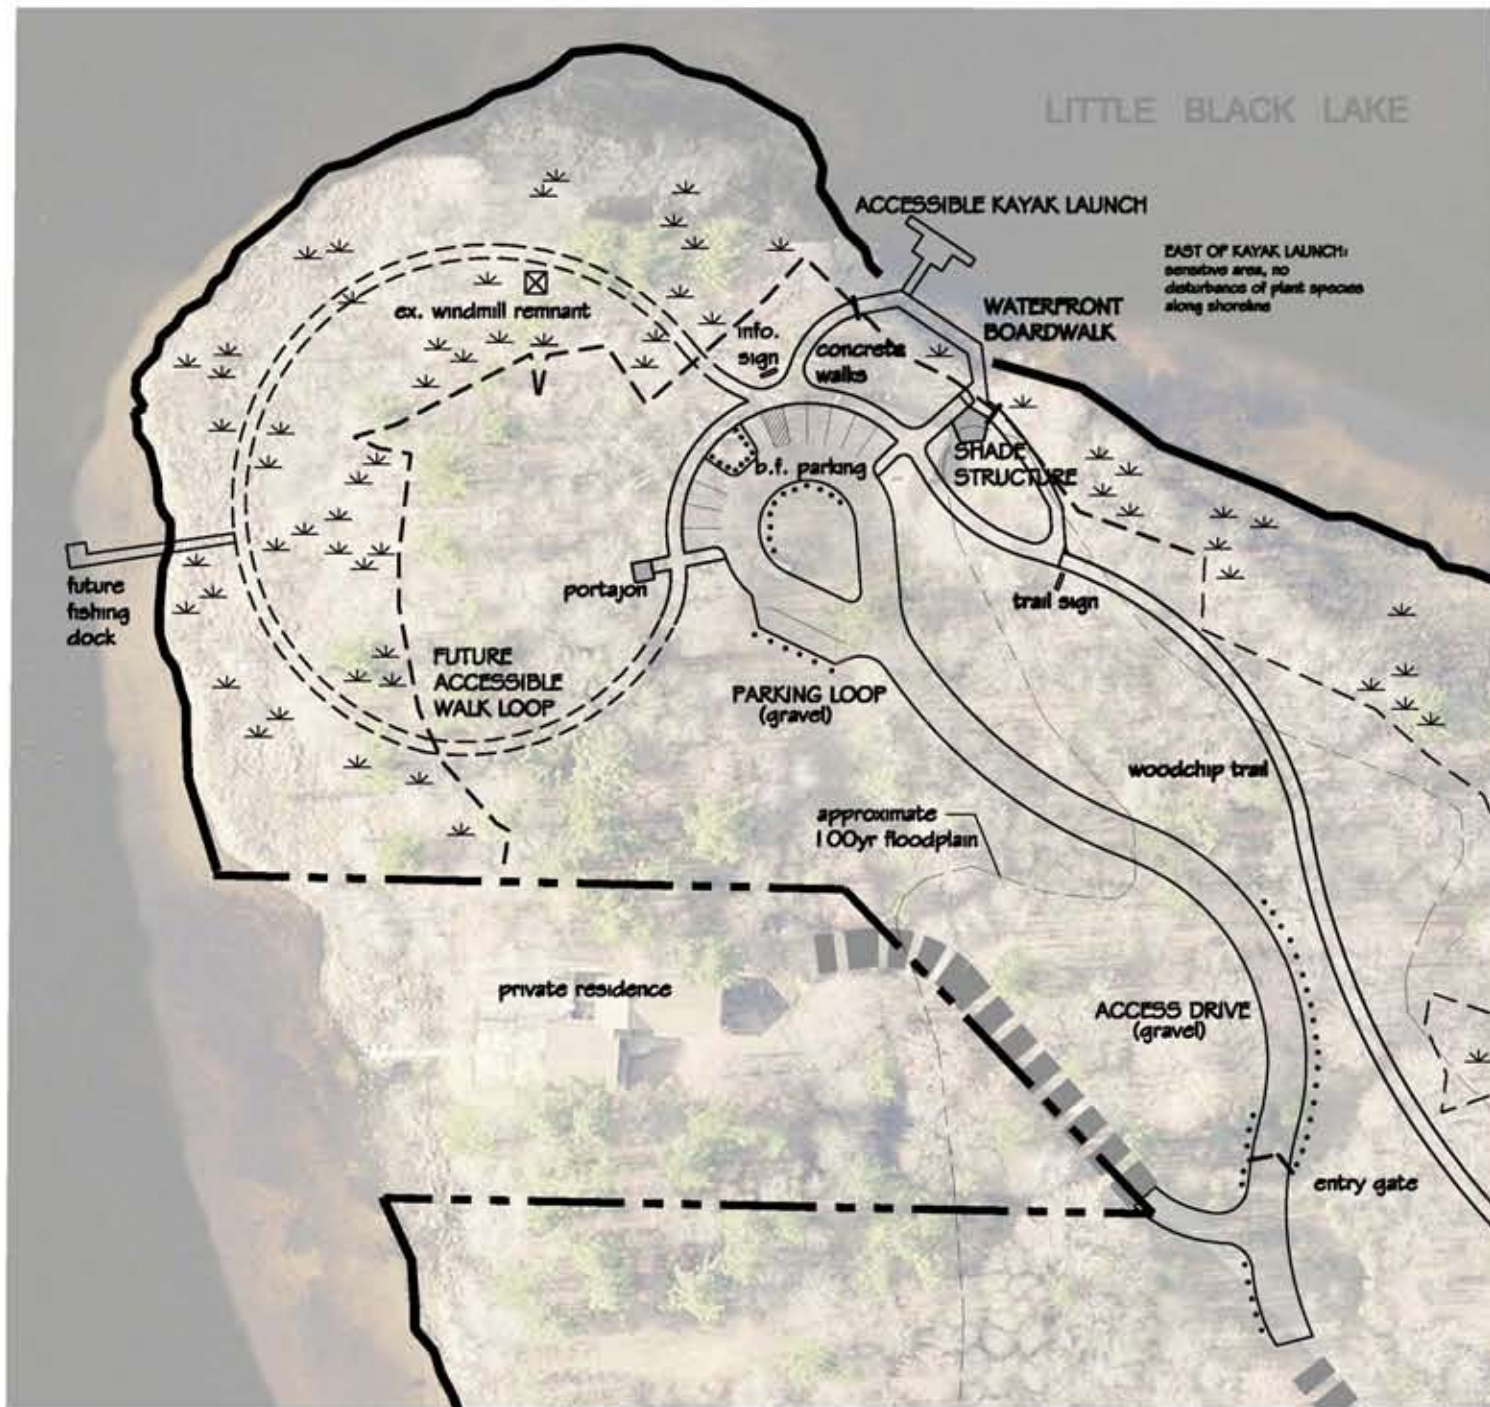 LITTLE BLACK LAKE
ACCESSIBLE KAYAK LAUNCH
EAST OF KAYAK LAUNCH:
sensitive area, no
disturbance of plant species
along shoreline
WATERFRONT
BOARDWALK
ex. windmill remnant
info.
sign
concrete
walks
SHADE
STRUCTURE
b.f. parking
future
fishing
dock
portajon
trail sign
FUTURE
ACCESSIBLE
WALK LOOP
PARKING LOOP
(gravel)
woodchip trail
approximate
100yr floodplain
private residence
ACCESS DRIVE
(gravel)
entry gate